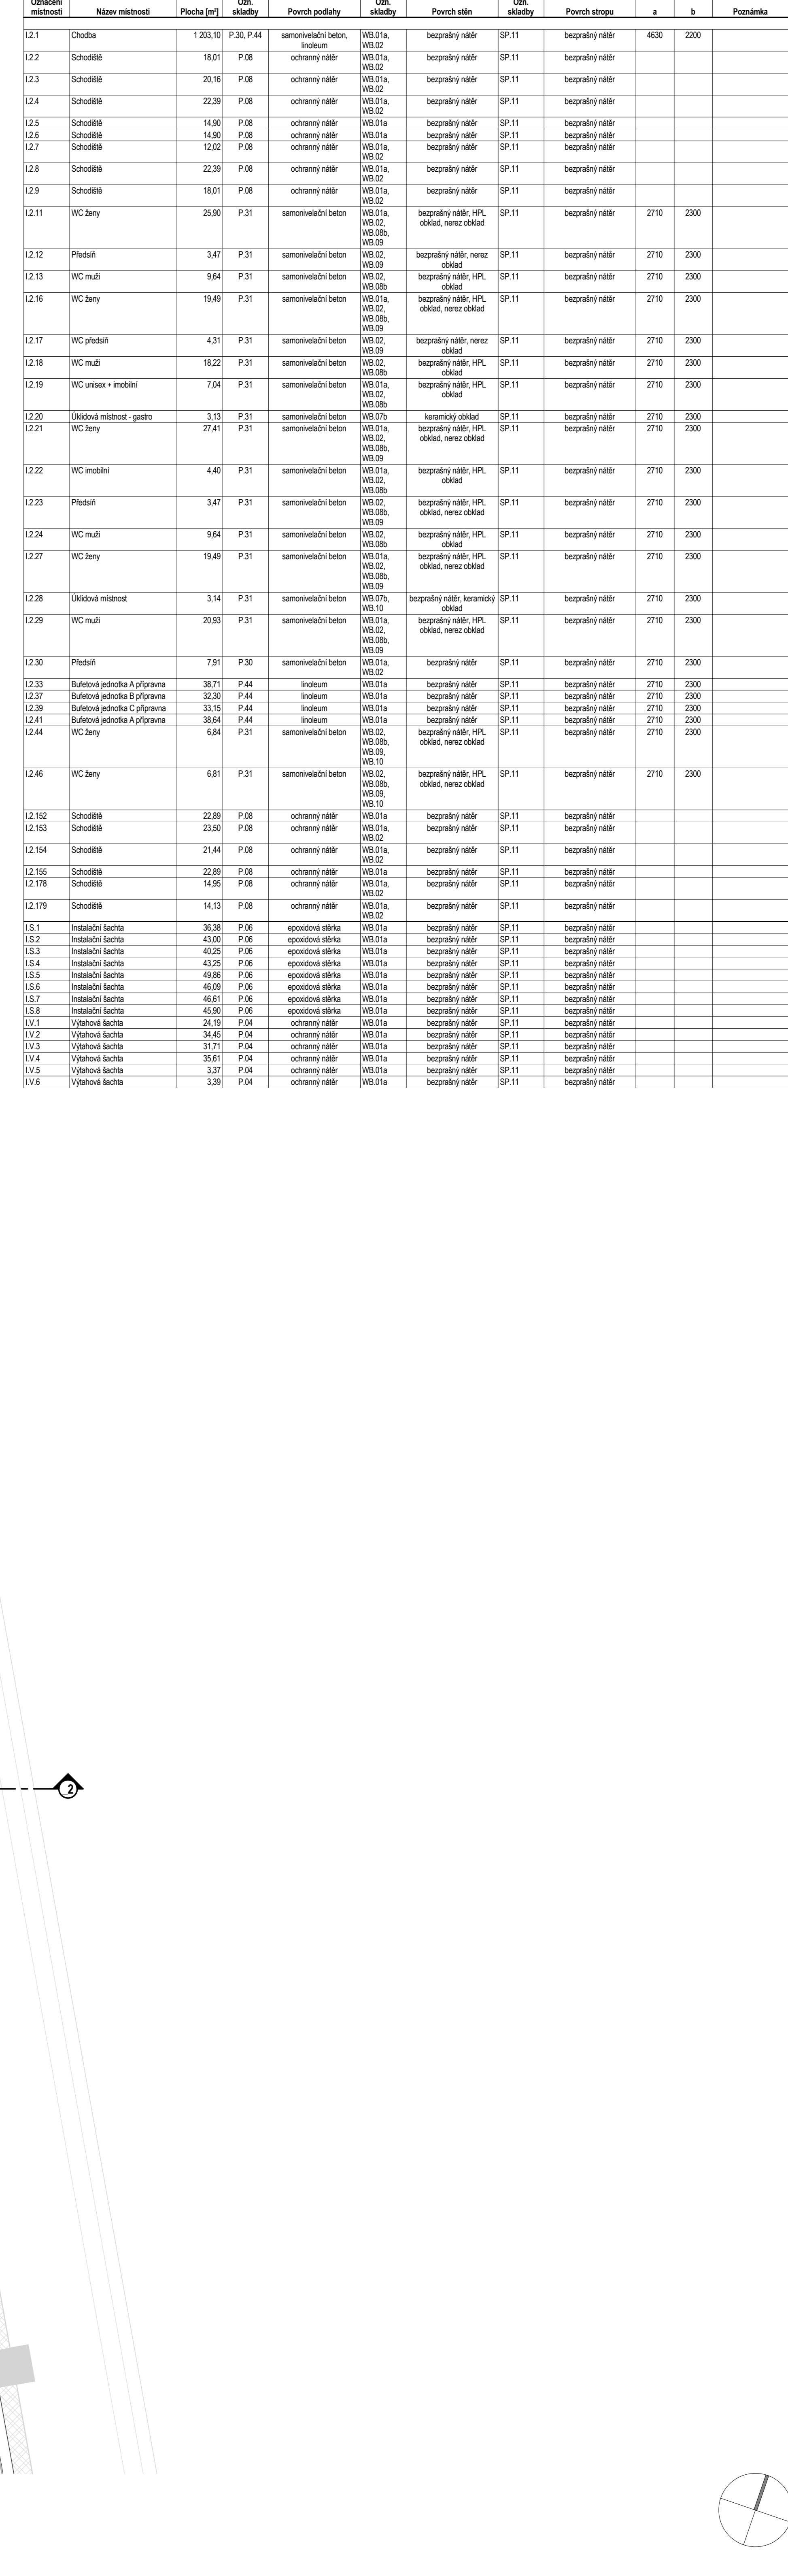 Označení místnosti Název místnosti Plocha [m²] Ozn. skladby Povrch podlahy Ozn. skladby Povrch stěn Ozn. skladby Povrch stropu a b Poznámka
I.2.1 Chodba 1 203,10 P.30, P.44 samonivelační beton, linoleum WB.01a, WB.02 bezprašný nátěr SP.11 bezprašný nátěr 4630 2200
I.2.2 Schodiště 18,01 P.08 ochranný nátěr WB.01a, WB.02 bezprašný nátěr SP.11 bezprašný nátěr
I.2.3 Schodiště 20,16 P.08 ochranný nátěr WB.01a, WB.02 bezprašný nátěr SP.11 bezprašný nátěr
I.2.4 Schodiště 22,39 P.08 ochranný nátěr WB.01a, WB.02 bezprašný nátěr SP.11 bezprašný nátěr
I.2.5 Schodiště 14,90 P.08 ochranný nátěr WB.01a bezprašný nátěr SP.11 bezprašný nátěr
I.2.6 Schodiště 14,90 P.08 ochranný nátěr WB.01a bezprašný nátěr SP.11 bezprašný nátěr
I.2.7 Schodiště 12,02 P.08 ochranný nátěr WB.01a, WB.02 bezprašný nátěr SP.11 bezprašný nátěr
I.2.8 Schodiště 22,39 P.08 ochranný nátěr WB.01a, WB.02 bezprašný nátěr SP.11 bezprašný nátěr
I.2.9 Schodiště 18,01 P.08 ochranný nátěr WB.01a, WB.02 bezprašný nátěr SP.11 bezprašný nátěr
I.2.11 WC ženy 25,90 P.31 samonivelační beton WB.01a, WB.02, WB.08b, WB.09 bezprašný nátěr, HPL obklad, nerez obklad SP.11 bezprašný nátěr 2710 2300
I.2.12 Předsíň 3,47 P.31 samonivelační beton WB.02, WB.09 bezprašný nátěr, nerez obklad SP.11 bezprašný nátěr 2710 2300
I.2.13 WC muži 9,64 P.31 samonivelační beton WB.02, WB.08b bezprašný nátěr, HPL obklad SP.11 bezprašný nátěr 2710 2300
I.2.16 WC ženy 19,49 P.31 samonivelační beton WB.01a, WB.02, WB.08b, WB.09 bezprašný nátěr, HPL obklad, nerez obklad SP.11 bezprašný nátěr 2710 2300
I.2.17 WC předsíň 4,31 P.31 samonivelační beton WB.02, WB.09 bezprašný nátěr, nerez obklad SP.11 bezprašný nátěr 2710 2300
I.2.18 WC muži 18,22 P.31 samonivelační beton WB.02, WB.08b bezprašný nátěr, HPL obklad SP.11 bezprašný nátěr 2710 2300
I.2.19 WC unisex + imobilní 7,04 P.31 samonivelační beton WB.01a, WB.02, WB.08b bezprašný nátěr, HPL obklad SP.11 bezprašný nátěr 2710 2300
I.2.20 Úklidová místnost - gastro 3,13 P.31 samonivelační beton WB.07b keramický obklad SP.11 bezprašný nátěr 2710 2300
I.2.21 WC ženy 27,41 P.31 samonivelační beton WB.01a, WB.02, WB.08b, WB.09 bezprašný nátěr, HPL obklad, nerez obklad SP.11 bezprašný nátěr 2710 2300
I.2.22 WC imobilní 4,40 P.31 samonivelační beton WB.01a, WB.02, WB.08b bezprašný nátěr, HPL obklad SP.11 bezprašný nátěr 2710 2300
I.2.23 Předsíň 3,47 P.31 samonivelační beton WB.02, WB.08b, WB.09 bezprašný nátěr, HPL obklad, nerez obklad SP.11 bezprašný nátěr 2710 2300
I.2.24 WC muži 9,64 P.31 samonivelační beton WB.02, WB.08b bezprašný nátěr, HPL obklad SP.11 bezprašný nátěr 2710 2300
I.2.27 WC ženy 19,49 P.31 samonivelační beton WB.01a, WB.02, WB.08b, WB.09 bezprašný nátěr, HPL obklad, nerez obklad SP.11 bezprašný nátěr 2710 2300
I.2.28 Úklidová místnost 3,14 P.31 samonivelační beton WB.07b, WB.10 bezprašný nátěr, keramický obklad SP.11 bezprašný nátěr 2710 2300
I.2.29 WC muži 20,93 P.31 samonivelační beton WB.01a, WB.02, WB.08b, WB.09 bezprašný nátěr, HPL obklad, nerez obklad SP.11 bezprašný nátěr 2710 2300
I.2.30 Předsíň 7,91 P.30 samonivelační beton WB.01a, WB.02 bezprašný nátěr SP.11 bezprašný nátěr 2710 2300
I.2.33 Bufetová jednotka A přípravna 38,71 P.44 linoleum WB.01a bezprašný nátěr SP.11 bezprašný nátěr 2710 2300
I.2.37 Bufetová jednotka B přípravna 32,30 P.44 linoleum WB.01a bezprašný nátěr SP.11 bezprašný nátěr 2710 2300
I.2.39 Bufetová jednotka C přípravna 33,15 P.44 linoleum WB.01a bezprašný nátěr SP.11 bezprašný nátěr 2710 2300
I.2.41 Bufetová jednotka A přípravna 38,64 P.44 linoleum WB.01a bezprašný nátěr SP.11 bezprašný nátěr 2710 2300
I.2.44 WC ženy 6,84 P.31 samonivelační beton WB.02, WB.08b, WB.09, WB.10 bezprašný nátěr, HPL obklad, nerez obklad SP.11 bezprašný nátěr 2710 2300
I.2.46 WC ženy 6,81 P.31 samonivelační beton WB.02, WB.08b, WB.09, WB.10 bezprašný nátěr, HPL obklad, nerez obklad SP.11 bezprašný nátěr 2710 2300
I.2.152 Schodiště 22,89 P.08 ochranný nátěr WB.01a bezprašný nátěr SP.11 bezprašný nátěr
I.2.153 Schodiště 23,50 P.08 ochranný nátěr WB.01a, WB.02 bezprašný nátěr SP.11 bezprašný nátěr
I.2.154 Schodiště 21,44 P.08 ochranný nátěr WB.01a, WB.02 bezprašný nátěr SP.11 bezprašný nátěr
I.2.155 Schodiště 22,89 P.08 ochranný nátěr WB.01a bezprašný nátěr SP.11 bezprašný nátěr
I.2.178 Schodiště 14,95 P.08 ochranný nátěr WB.01a, WB.02 bezprašný nátěr SP.11 bezprašný nátěr
I.2.179 Schodiště 14,13 P.08 ochranný nátěr WB.01a, WB.02 bezprašný nátěr SP.11 bezprašný nátěr
I.S.1 Instalační šachta 36,38 P.06 epoxidová stěrka WB.01a bezprašný nátěr SP.11 bezprašný nátěr
I.S.2 Instalační šachta 43,00 P.06 epoxidová stěrka WB.01a bezprašný nátěr SP.11 bezprašný nátěr
I.S.3 Instalační šachta 40,25 P.06 epoxidová stěrka WB.01a bezprašný nátěr SP.11 bezprašný nátěr
I.S.4 Instalační šachta 43,25 P.06 epoxidová stěrka WB.01a bezprašný nátěr SP.11 bezprašný nátěr
I.S.5 Instalační šachta 49,86 P.06 epoxidová stěrka WB.01a bezprašný nátěr SP.11 bezprašný nátěr
I.S.6 Instalační šachta 46,09 P.06 epoxidová stěrka WB.01a bezprašný nátěr SP.11 bezprašný nátěr
I.S.7 Instalační šachta 46,61 P.06 epoxidová stěrka WB.01a bezprašný nátěr SP.11 bezprašný nátěr
I.S.8 Instalační šachta 45,90 P.06 epoxidová stěrka WB.01a bezprašný nátěr SP.11 bezprašný nátěr
I.V.1 Výtahová šachta 24,19 P.04 ochranný nátěr WB.01a bezprašný nátěr SP.11 bezprašný nátěr
I.V.2 Výtahová šachta 34,45 P.04 ochranný nátěr WB.01a bezprašný nátěr SP.11 bezprašný nátěr
I.V.3 Výtahová šachta 31,71 P.04 ochranný nátěr WB.01a bezprašný nátěr SP.11 bezprašný nátěr
I.V.4 Výtahová šachta 35,61 P.04 ochranný nátěr WB.01a bezprašný nátěr SP.11 bezprašný nátěr
I.V.5 Výtahová šachta 3,37 P.04 ochranný nátěr WB.01a bezprašný nátěr SP.11 bezprašný nátěr
I.V.6 Výtahová šachta 3,39 P.04 ochranný nátěr WB.01a bezprašný nátěr SP.11 bezprašný nátěr
2